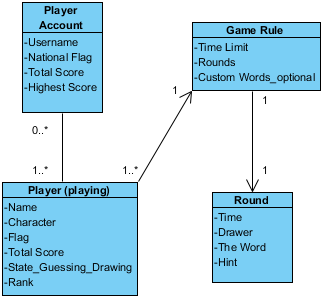 Player
Account
-Username
-National Flag
-Total Score
-Highest Score
Game Rule
-Time Limit
-Rounds
-Custom Words_optional
0..*
1..*
1..*
1
1
1
Player (playing)
-Name
-Character
-Flag
-Total Score
-State_Guessing_Drawing
-Rank
Round
-Time
-Drawer
-The Word
-Hint